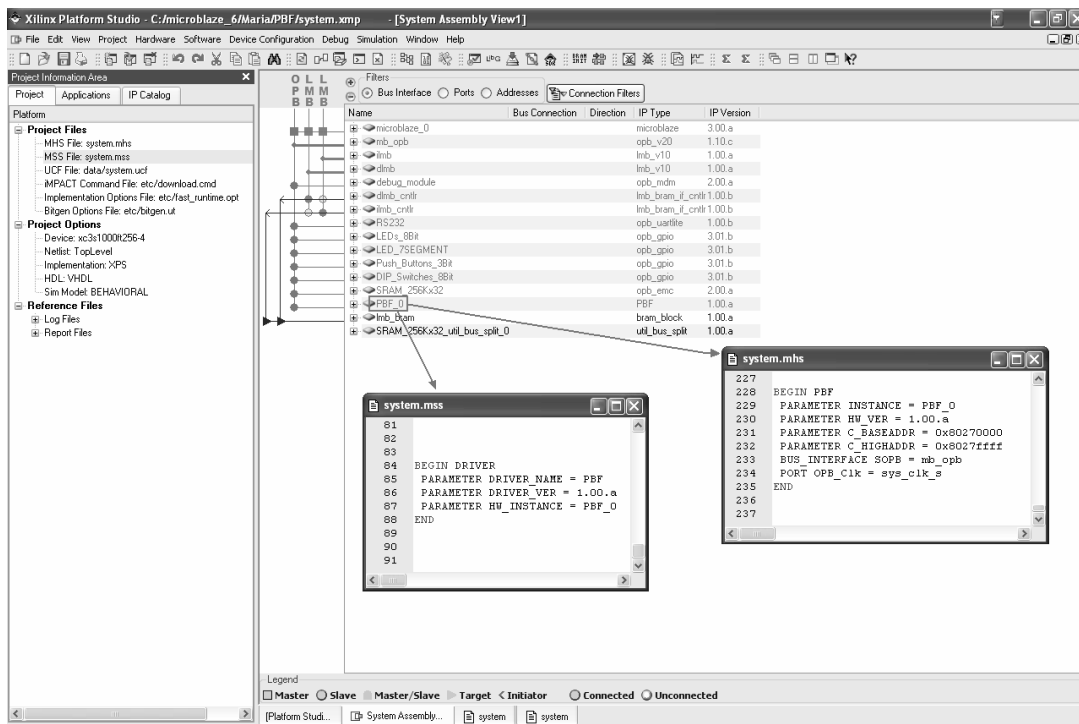 Xilinx Platform Studio - C:/microblaze_6/Maria/PBF/system.xmp - [System Assembly View1]
File Edit View Project Hardware Software Device Configuration Debug Simulation Window Help
Project Information Area
Project Applications IP Catalog
Platform
Project Files
MHS File: system.mhs
MSS File: system.mss
UCF File: data/system.ucf
iMPACT Command File: etc/download.cmd
Implementation Options File: etc/fast_runtime.opt
Bitgen Options File: etc/bitgen.ut
Project Options
Device: xc3s1000ft256-4
Netlist: TopLevel
Implementation: XPS
HDL: VHDL
Sim Model: BEHAVIORAL
Reference Files
Log Files
Report Files
O L L
P M M
B B B
Filters
Bus Interface Ports Addresses Connection Filters
Name Bus Connection Direction IP Type IP Version
microblaze_0 microblaze 3.00.a
mb_opb opb_v20 1.10.c
ilmb lmb_v10 1.00.a
dlmb lmb_v10 1.00.a
debug_module opb_mdm 2.00.a
dlmb_cntlr lmb_bram_if_cntlr 1.00.b
ilmb_cntlr lmb_bram_if_cntlr 1.00.b
RS232 opb_uartlite 1.00.b
LEDs_8Bit opb_gpio 3.01.b
LED_7SEGMENT opb_gpio 3.01.b
Push_Buttons_3Bit opb_gpio 3.01.b
DIP_Switches_8Bit opb_gpio 3.01.b
SRAM_256Kx32 opb_emc 2.00.a
PBF_0 PBF 1.00.a
lmb_bram bram_block 1.00.a
SRAM_256Kx32_util_bus_split_0 util_bus_split 1.00.a
system.mss
81
82
83
84 BEGIN DRIVER
85 PARAMETER DRIVER_NAME = PBF
86 PARAMETER DRIVER_VER = 1.00.a
87 PARAMETER HW_INSTANCE = PBF_0
88 END
89
90
91
system.mhs
227
228 BEGIN PBF
229 PARAMETER INSTANCE = PBF_0
230 PARAMETER HW_VER = 1.00.a
231 PARAMETER C_BASEADDR = 0x80270000
232 PARAMETER C_HIGHADDR = 0x8027ffff
233 BUS_INTERFACE SOPB = mb_opb
234 PORT OPB_Clk = sys_clk_s
235 END
236
237
Legend
Master Slave Master/Slave Target Initiator Connected Unconnected
[Platform Studi... System Assembly... system system